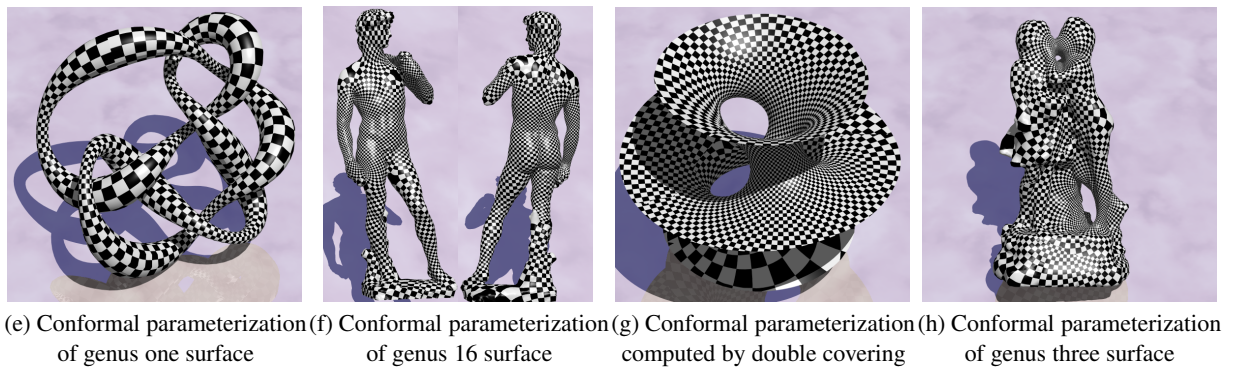 (e) Conformal parameterization
of genus one surface
(f) Conformal parameterization
of genus 16 surface
(g) Conformal parameterization
computed by double covering
(h) Conformal parameterization
of genus three surface